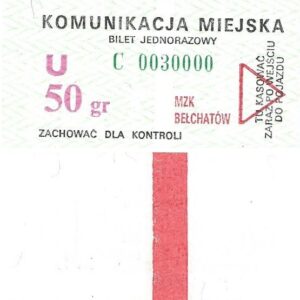 KOMUNIKACJA MIEJSKA
BILET JEDNORAZOWY
U
C 0030000
50 gr
MZK
BEŁCHATÓW
ZACHOWAĆ DLA KONTROLI
TU KASOWAĆ
ZARAZ PO WEJŚCIU
DO POJAZDU